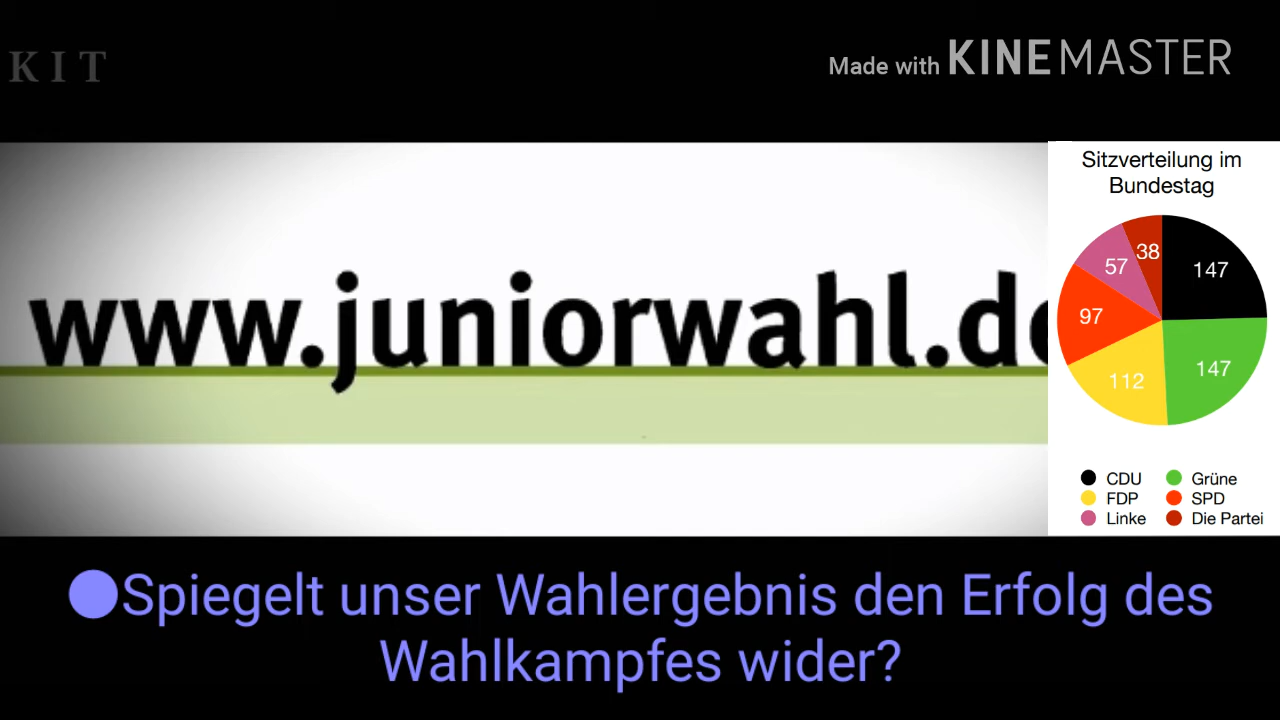 KIT
Made with KINEMASTER
www.juniorwahl.de
Sitzverteilung im
Bundestag
38
57
147
97
112
147
CDU
Grüne
FDP
SPD
Linke
Die Partei
Spiegelt unser Wahlergebnis den Erfolg des
Wahlkampfes wider?